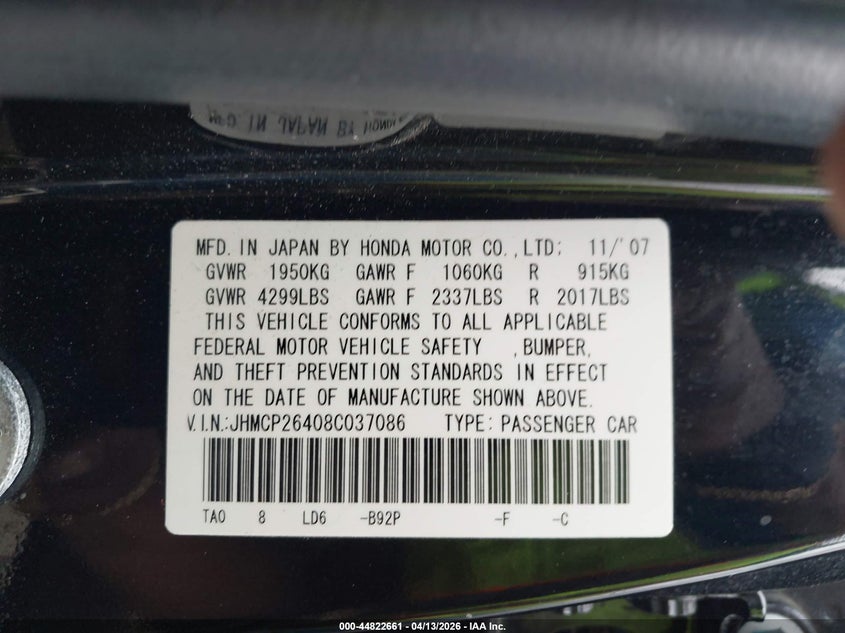 MFD. IN JAPAN BY HONDA MOTOR CO.,LTD: 11/'07
GVWR 1950KG GAWR F 1060KG R 915KG
GVWR 4299LBS GAWR F 2337LBS R 2017LBS
THIS VEHICLE CONFORMS TO ALL APPLICABLE
FEDERAL MOTOR VEHICLE SAFETY ,BUMPER,
AND THEFT PREVENTION STANDARDS IN EFFECT
ON THE DATE OF MANUFACTURE SHOWN ABOVE.
V.I.N.:JHMCP26408C037086 TYPE: PASSENGER CAR
TA0 8 LD6 -B92P -F -C
000-44822661 - 04/13/2026 - IAA Inc.